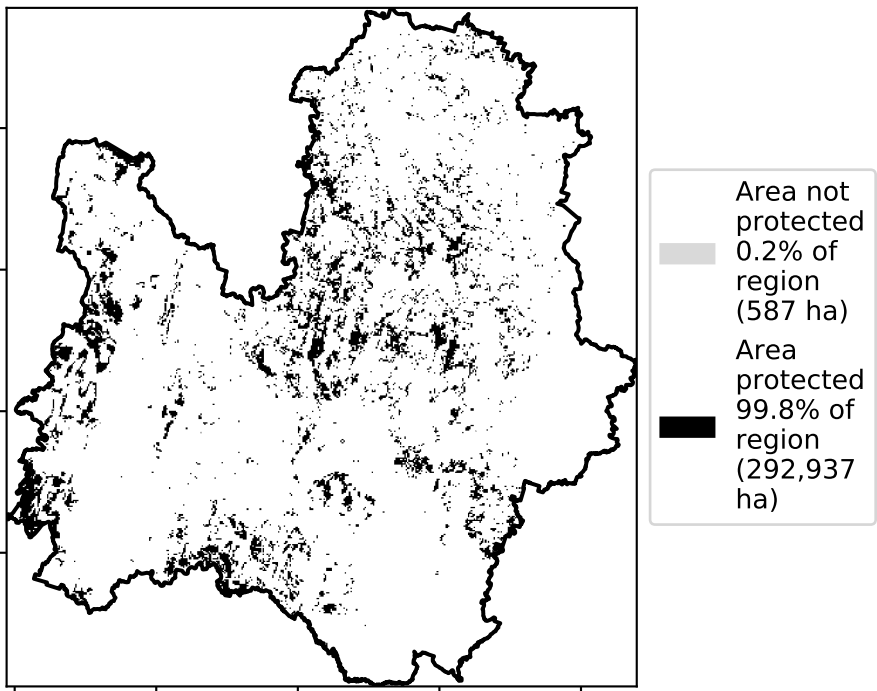 Area not
protected
0.2% of
region
(587 ha)
Area
protected
99.8% of
region
(292,937
ha)